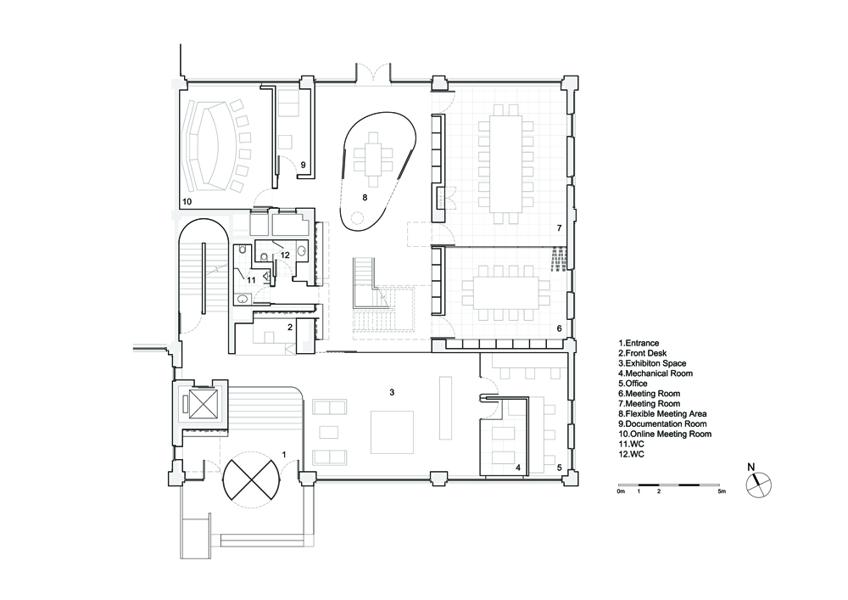 9
8
10
7
12
11
6
2
3
1
4
5
1.Entrance
2.Front Desk
3.Exhibiton Space
4.Mechanical Room
5.Office
6.Meeting Room
7.Meeting Room
8.Flexible Meeting Area
9.Documentation Room
10.Online Meeting Room
11.WC
12.WC
N
0m 1 2 5m